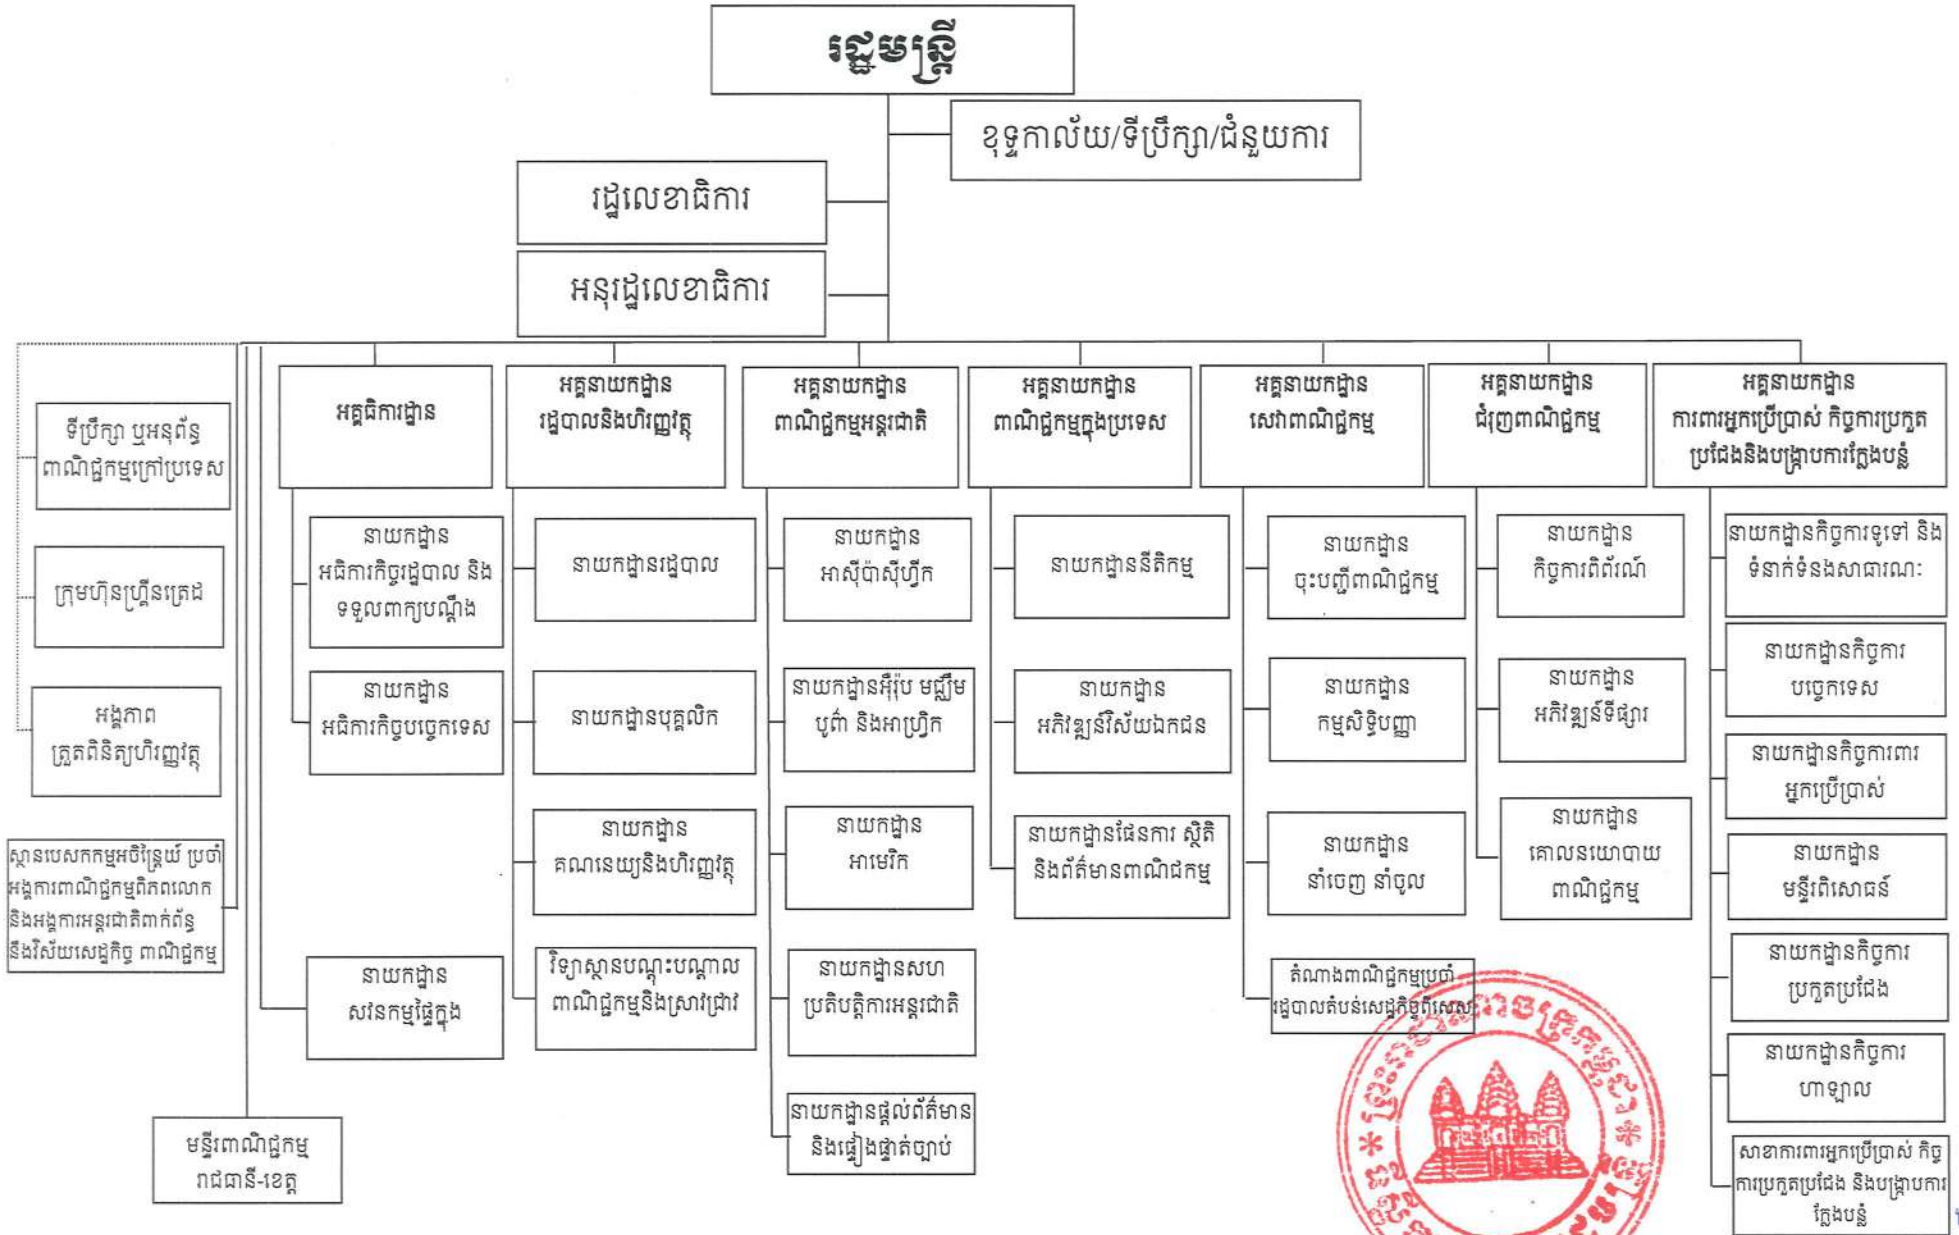 រដ្ឋមន្ត្រី
ខុទ្ទកាល័យ/ទីប្រឹក្សា/ជំនួយការ
រដ្ឋលេខាធិការ
អនុរដ្ឋលេខាធិការ
ទីប្រឹក្សា ឬអនុព័ន្ធ
ពាណិជ្ជកម្មក្រៅប្រទេស
ក្រុមហ៊ុនហ្គ្រីនត្រេដ
អង្គភាព
ត្រួតពិនិត្យហិរញ្ញវត្ថុ
ស្ថានបេសកកម្មអចិន្ត្រៃយ៍ ប្រចាំ
អង្គការពាណិជ្ជកម្មពិភពលោក
និងអង្គការអន្តរជាតិពាក់ព័ន្ធ
នឹងវិស័យសេដ្ឋកិច្ច ពាណិជ្ជកម្ម
មន្ទីរពាណិជ្ជកម្ម
រាជធានី-ខេត្ត
អគ្គធិការដ្ឋាន
នាយកដ្ឋាន
អធិការកិច្ចរដ្ឋបាល និង
ទទួលពាក្យបណ្តឹង
នាយកដ្ឋាន
អធិការកិច្ចបច្ចេកទេស
នាយកដ្ឋាន
សវនកម្មផ្ទៃក្នុង
អគ្គនាយកដ្ឋាន
រដ្ឋបាលនិងហិរញ្ញវត្ថុ
នាយកដ្ឋានរដ្ឋបាល
នាយកដ្ឋានបុគ្គលិក
នាយកដ្ឋាន
គណនេយ្យនិងហិរញ្ញវត្ថុ
វិទ្យាស្ថានបណ្តុះបណ្តាល
ពាណិជ្ជកម្មនិងស្រាវជ្រាវ
អគ្គនាយកដ្ឋាន
ពាណិជ្ជកម្មអន្តរជាតិ
នាយកដ្ឋាន
អាស៊ីប៉ាស៊ីហ្វីក
នាយកដ្ឋានអ៊ឺរ៉ុប មជ្ឈឹម
បូព៌ា និងអាហ្វ្រិក
នាយកដ្ឋាន
អាមេរិក
នាយកដ្ឋានសហ
ប្រតិបត្តិការអន្តរជាតិ
នាយកដ្ឋានផ្តល់ព័ត៌មាន
និងផ្ទៀងផ្ទាត់ច្បាប់
អគ្គនាយកដ្ឋាន
ពាណិជ្ជកម្មក្នុងប្រទេស
នាយកដ្ឋាននីតិកម្ម
នាយកដ្ឋាន
អភិវឌ្ឍន៍វិស័យឯកជន
នាយកដ្ឋានផែនការ ស្ថិតិ
និងព័ត៌មានពាណិជកម្ម
អគ្គនាយកដ្ឋាន
សេវាពាណិជ្ជកម្ម
នាយកដ្ឋាន
ចុះបញ្ជីពាណិជ្ជកម្ម
នាយកដ្ឋាន
កម្មសិទ្ធិបញ្ញា
នាយកដ្ឋាន
នាំចេញ នាំចូល
តំណាងពាណិជ្ជកម្មប្រចាំ
រដ្ឋបាលតំបន់សេដ្ឋកិច្ចពិសេស
អគ្គនាយកដ្ឋាន
ជំរុញពាណិជ្ជកម្ម
នាយកដ្ឋាន
កិច្ចការពិព័រណ៍
នាយកដ្ឋាន
អភិវឌ្ឍន៍ទីផ្សារ
នាយកដ្ឋាន
គោលនយោបាយ
ពាណិជ្ជកម្ម
អគ្គនាយកដ្ឋាន
ការពារអ្នកប្រើប្រាស់ កិច្ចការប្រកួត
ប្រជែងនិងបង្ក្រាបការក្លែងបន្លំ
នាយកដ្ឋានកិច្ចការទូទៅ និង
ទំនាក់ទំនងសាធារណៈ
នាយកដ្ឋានកិច្ចការ
បច្ចេកទេស
នាយកដ្ឋានកិច្ចការពារ
អ្នកប្រើប្រាស់
នាយកដ្ឋាន
មន្ទីរពិសោធន៍
នាយកដ្ឋានកិច្ចការ
ប្រកួតប្រជែង
នាយកដ្ឋានកិច្ចការ
ហាឡាល
សាខាការពារអ្នកប្រើប្រាស់ កិច្ច
ការប្រកួតប្រជែង និងបង្ក្រាបការ
ក្លែងបន្លំ